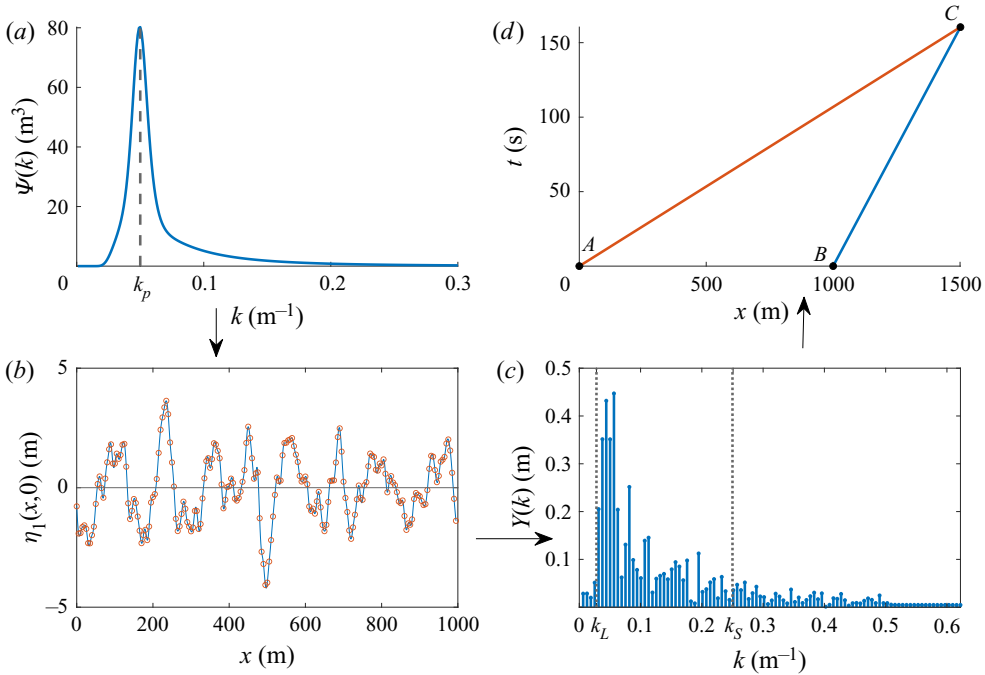 (a)
80
60
40
20
0
Ψ(k) (m³)
k_p
0.1
0.2
0.3
k (m⁻¹)
(d)
150
100
50
t (s)
A
B
C
0
500
1000
1500
x (m)
(b)
5
0
−5
η₁(x,0) (m)
0
200
400
600
800
1000
x (m)
(c)
0.5
0.4
0.3
0.2
0.1
Y(k) (m)
0
k_L
0.1
0.2
k_S
0.3
0.4
0.5
0.6
k (m⁻¹)